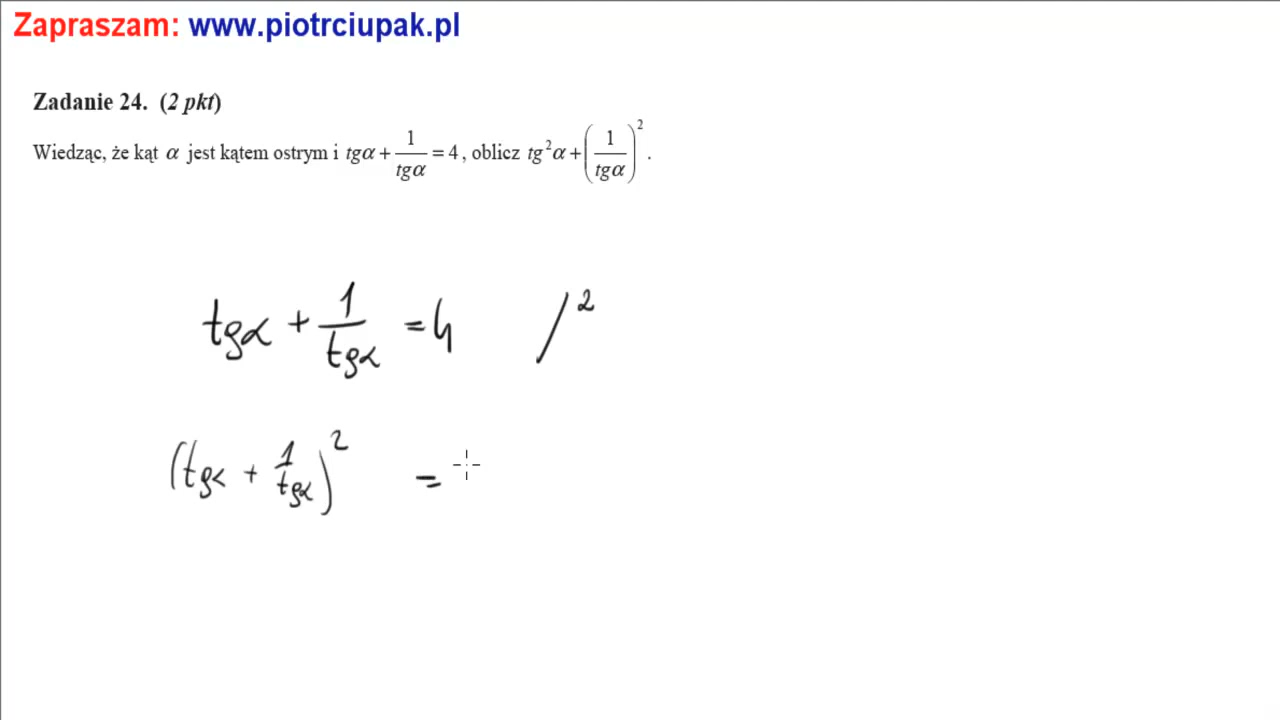 Zapraszam: www.piotrciupak.pl
Zadanie 24. (2 pkt)
Wiedząc, że kąt α jest kątem ostrym i tgα + 1/tgα = 4, oblicz tg²α + (1/tgα)².
tgα + 1/tgα = 4 /²
(tgα + 1/tgα)² =